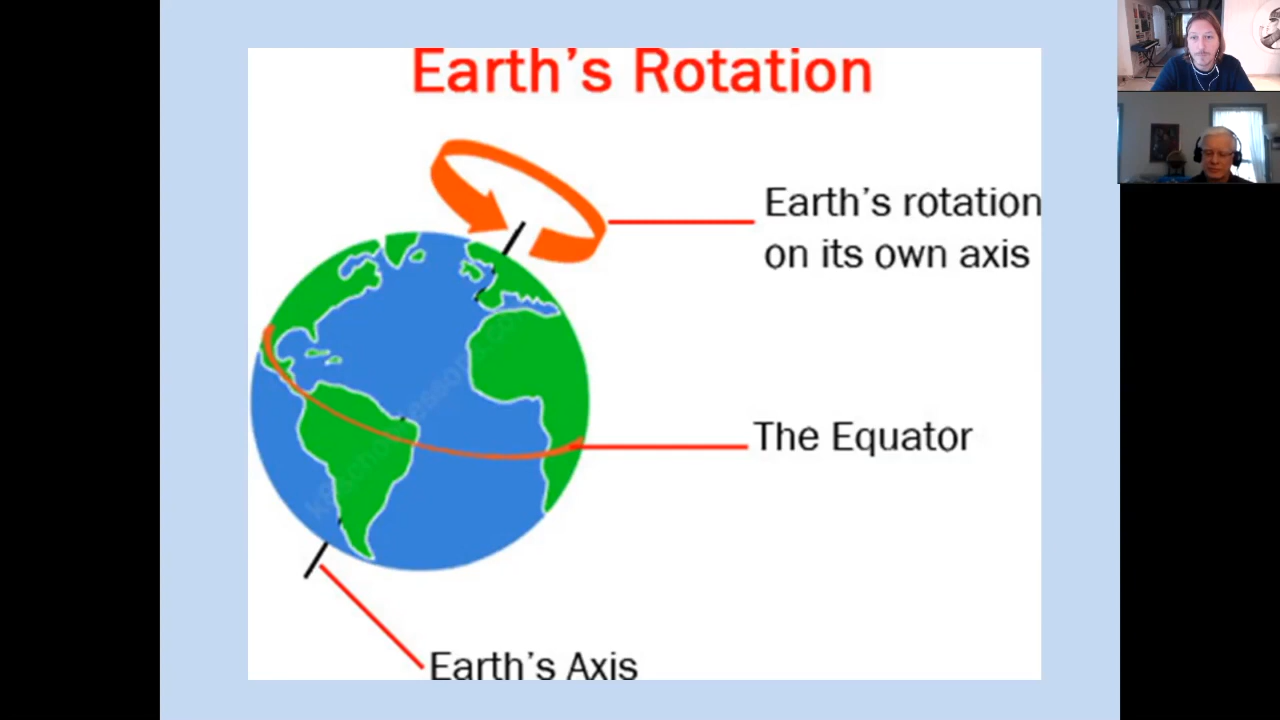 Earth's Rotation
Earth's rotation
on its own axis
The Equator
Earth's Axis